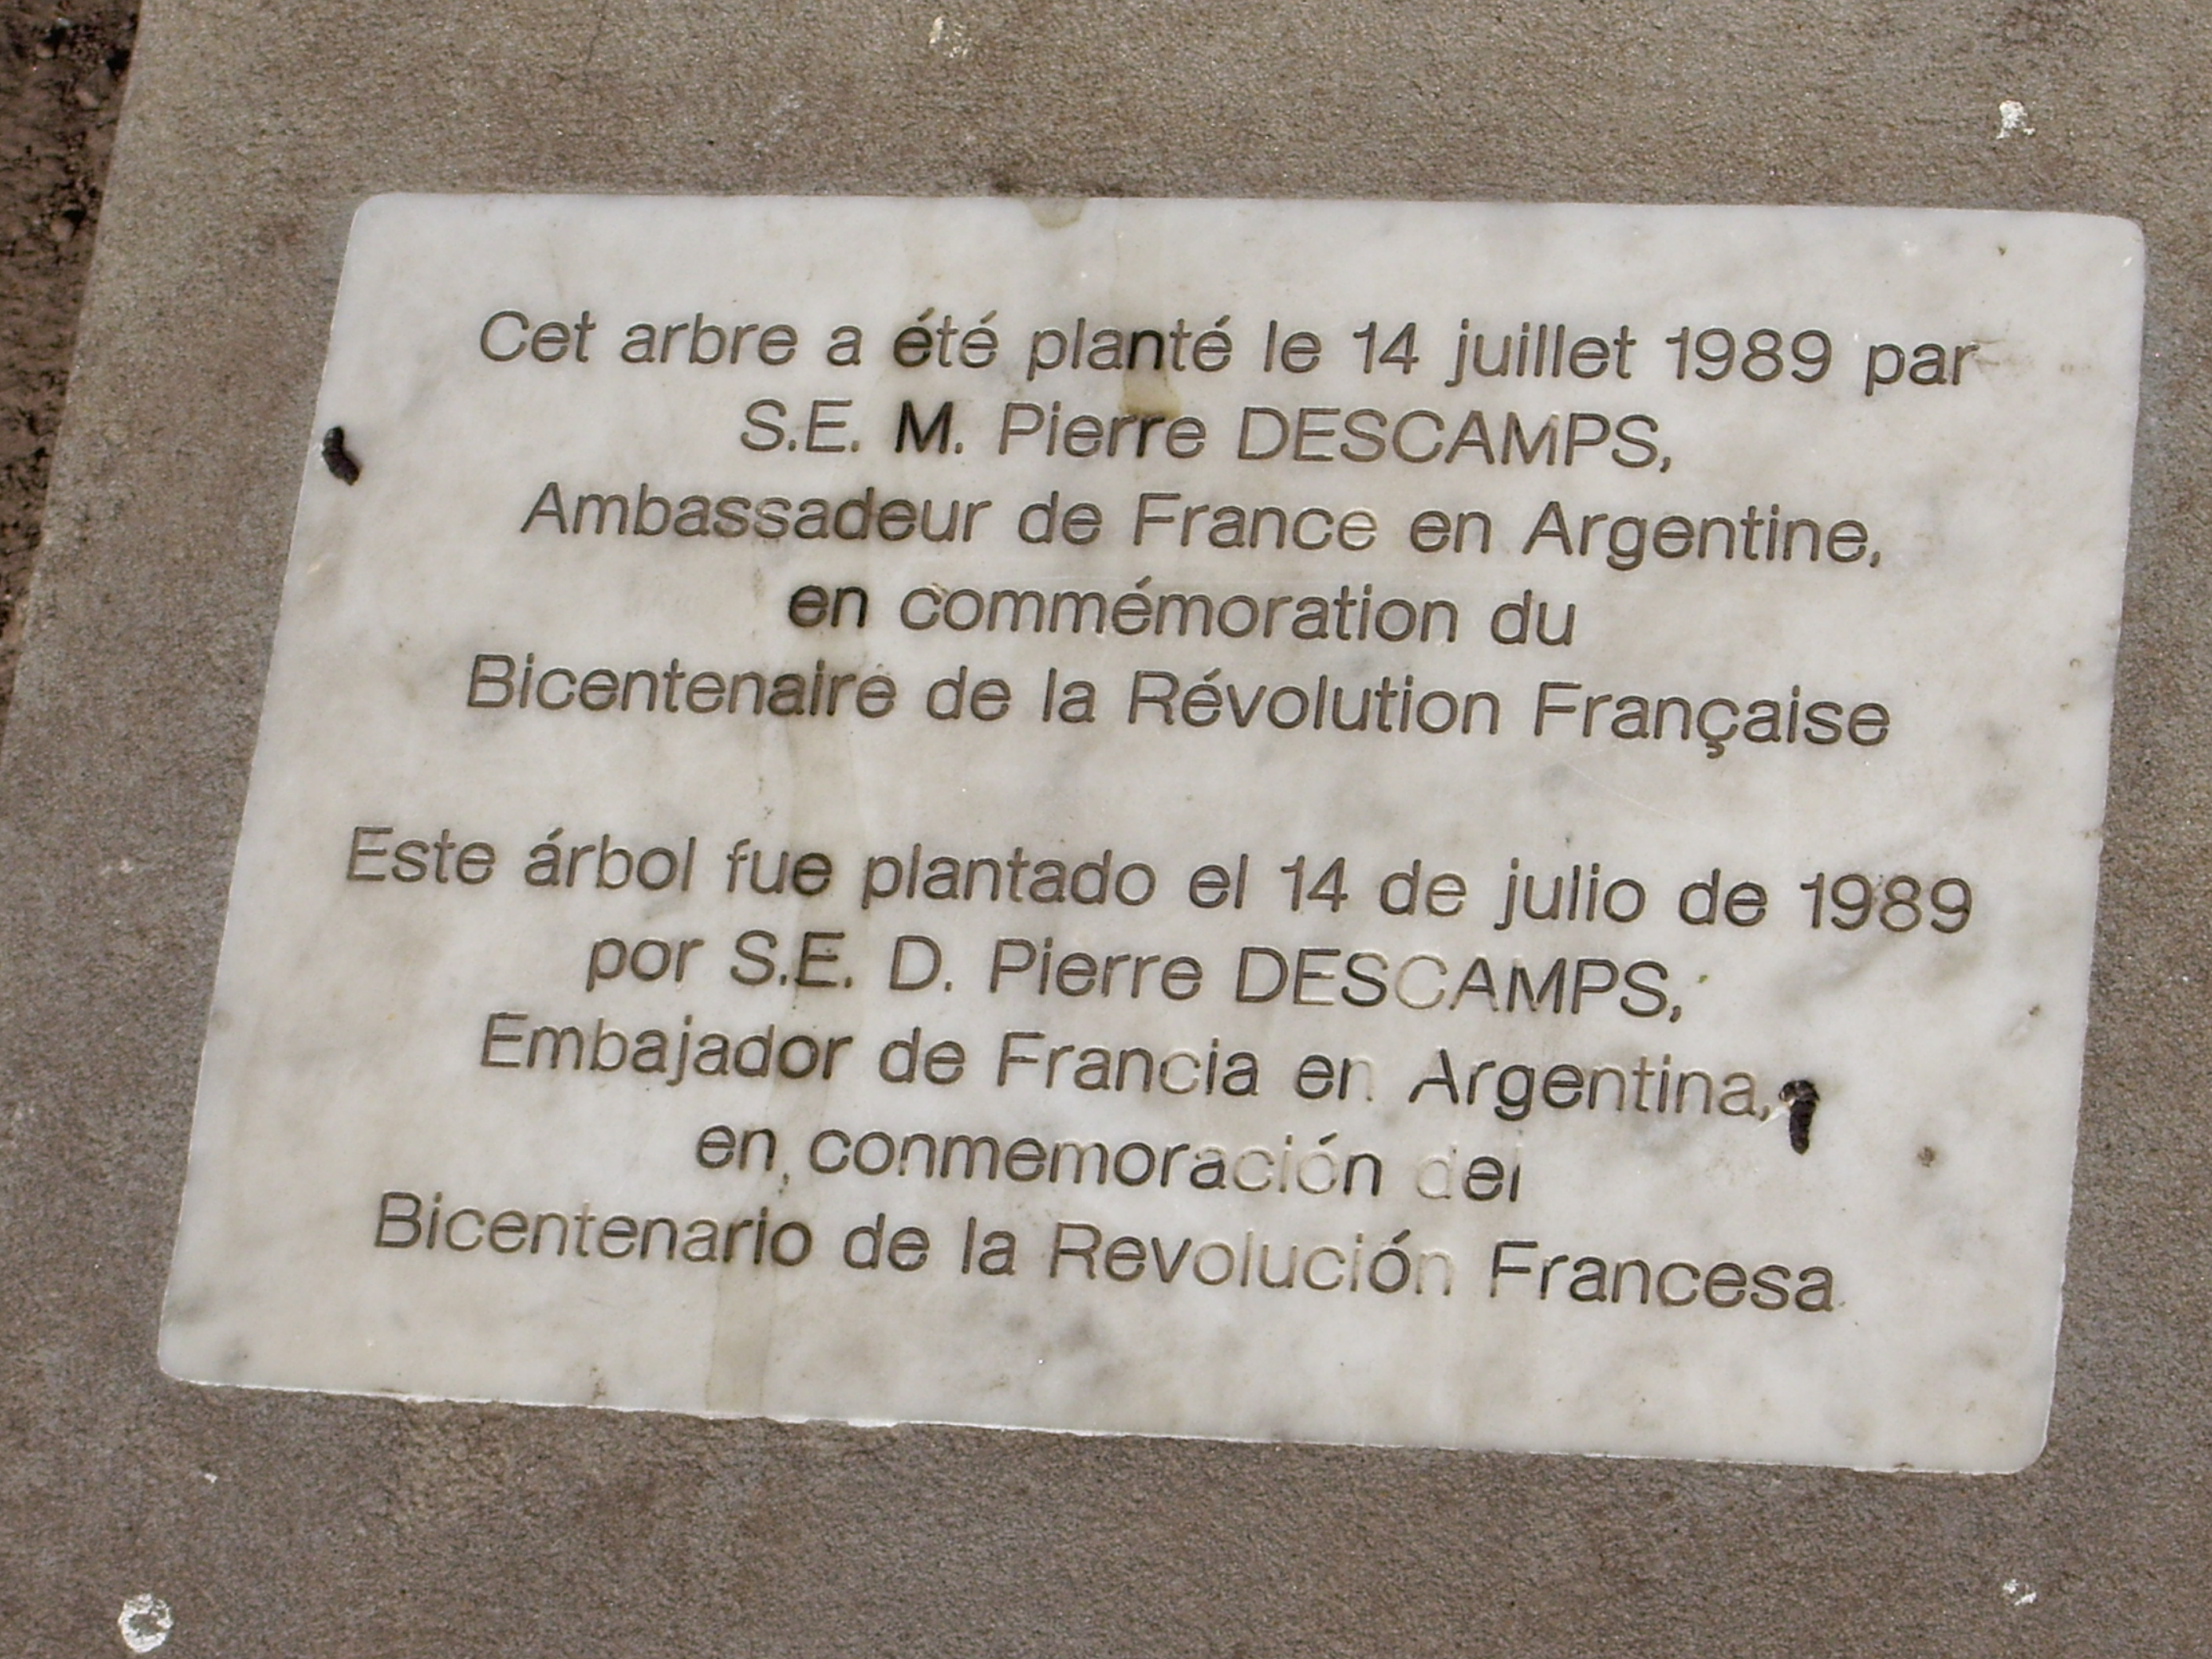 Cet arbre a été planté le 14 juillet 1989 par
S.E. M. Pierre DESCAMPS,
Ambassadeur de France en Argentine,
en commémoration du
Bicentenaire de la Révolution Française
Este árbol fue plantado el 14 de julio de 1989
por S.E. D. Pierre DESCAMPS,
Embajador de Francia en Argentina,
en conmemoración del
Bicentenario de la Revolución Francesa